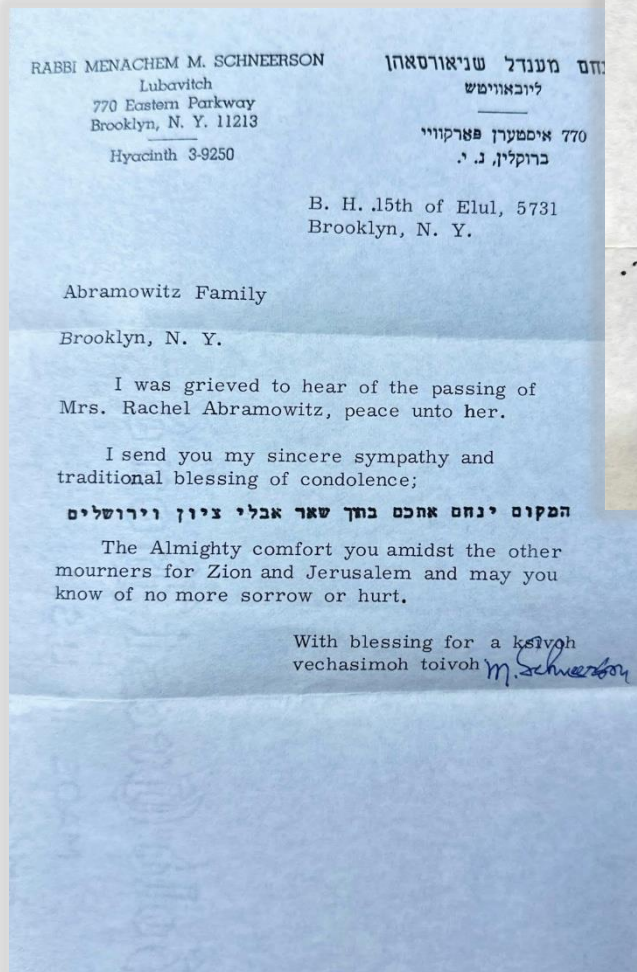 RABBI MENACHEM M. SCHNEERSON
Lubavitch
770 Eastern Parkway
Brooklyn, N. Y. 11213
Hyacinth 3-9250
מענדל שניאורסאהן
ליובאוויטש
770 איסטערן פארקוויי
ברוקלין, נ. י.
B. H. .15th of Elul, 5731
Brooklyn, N. Y.
Abramowitz Family
Brooklyn, N. Y.
I was grieved to hear of the passing of
Mrs. Rachel Abramowitz, peace unto her.
I send you my sincere sympathy and
traditional blessing of condolence;
המקום ינחם אתכם בתוך שאר אבלי ציון וירושלים
The Almighty comfort you amidst the other
mourners for Zion and Jerusalem and may you
know of no more sorrow or hurt.
With blessing for a ksivoh
vechasimoh toivoh M. Schneerson